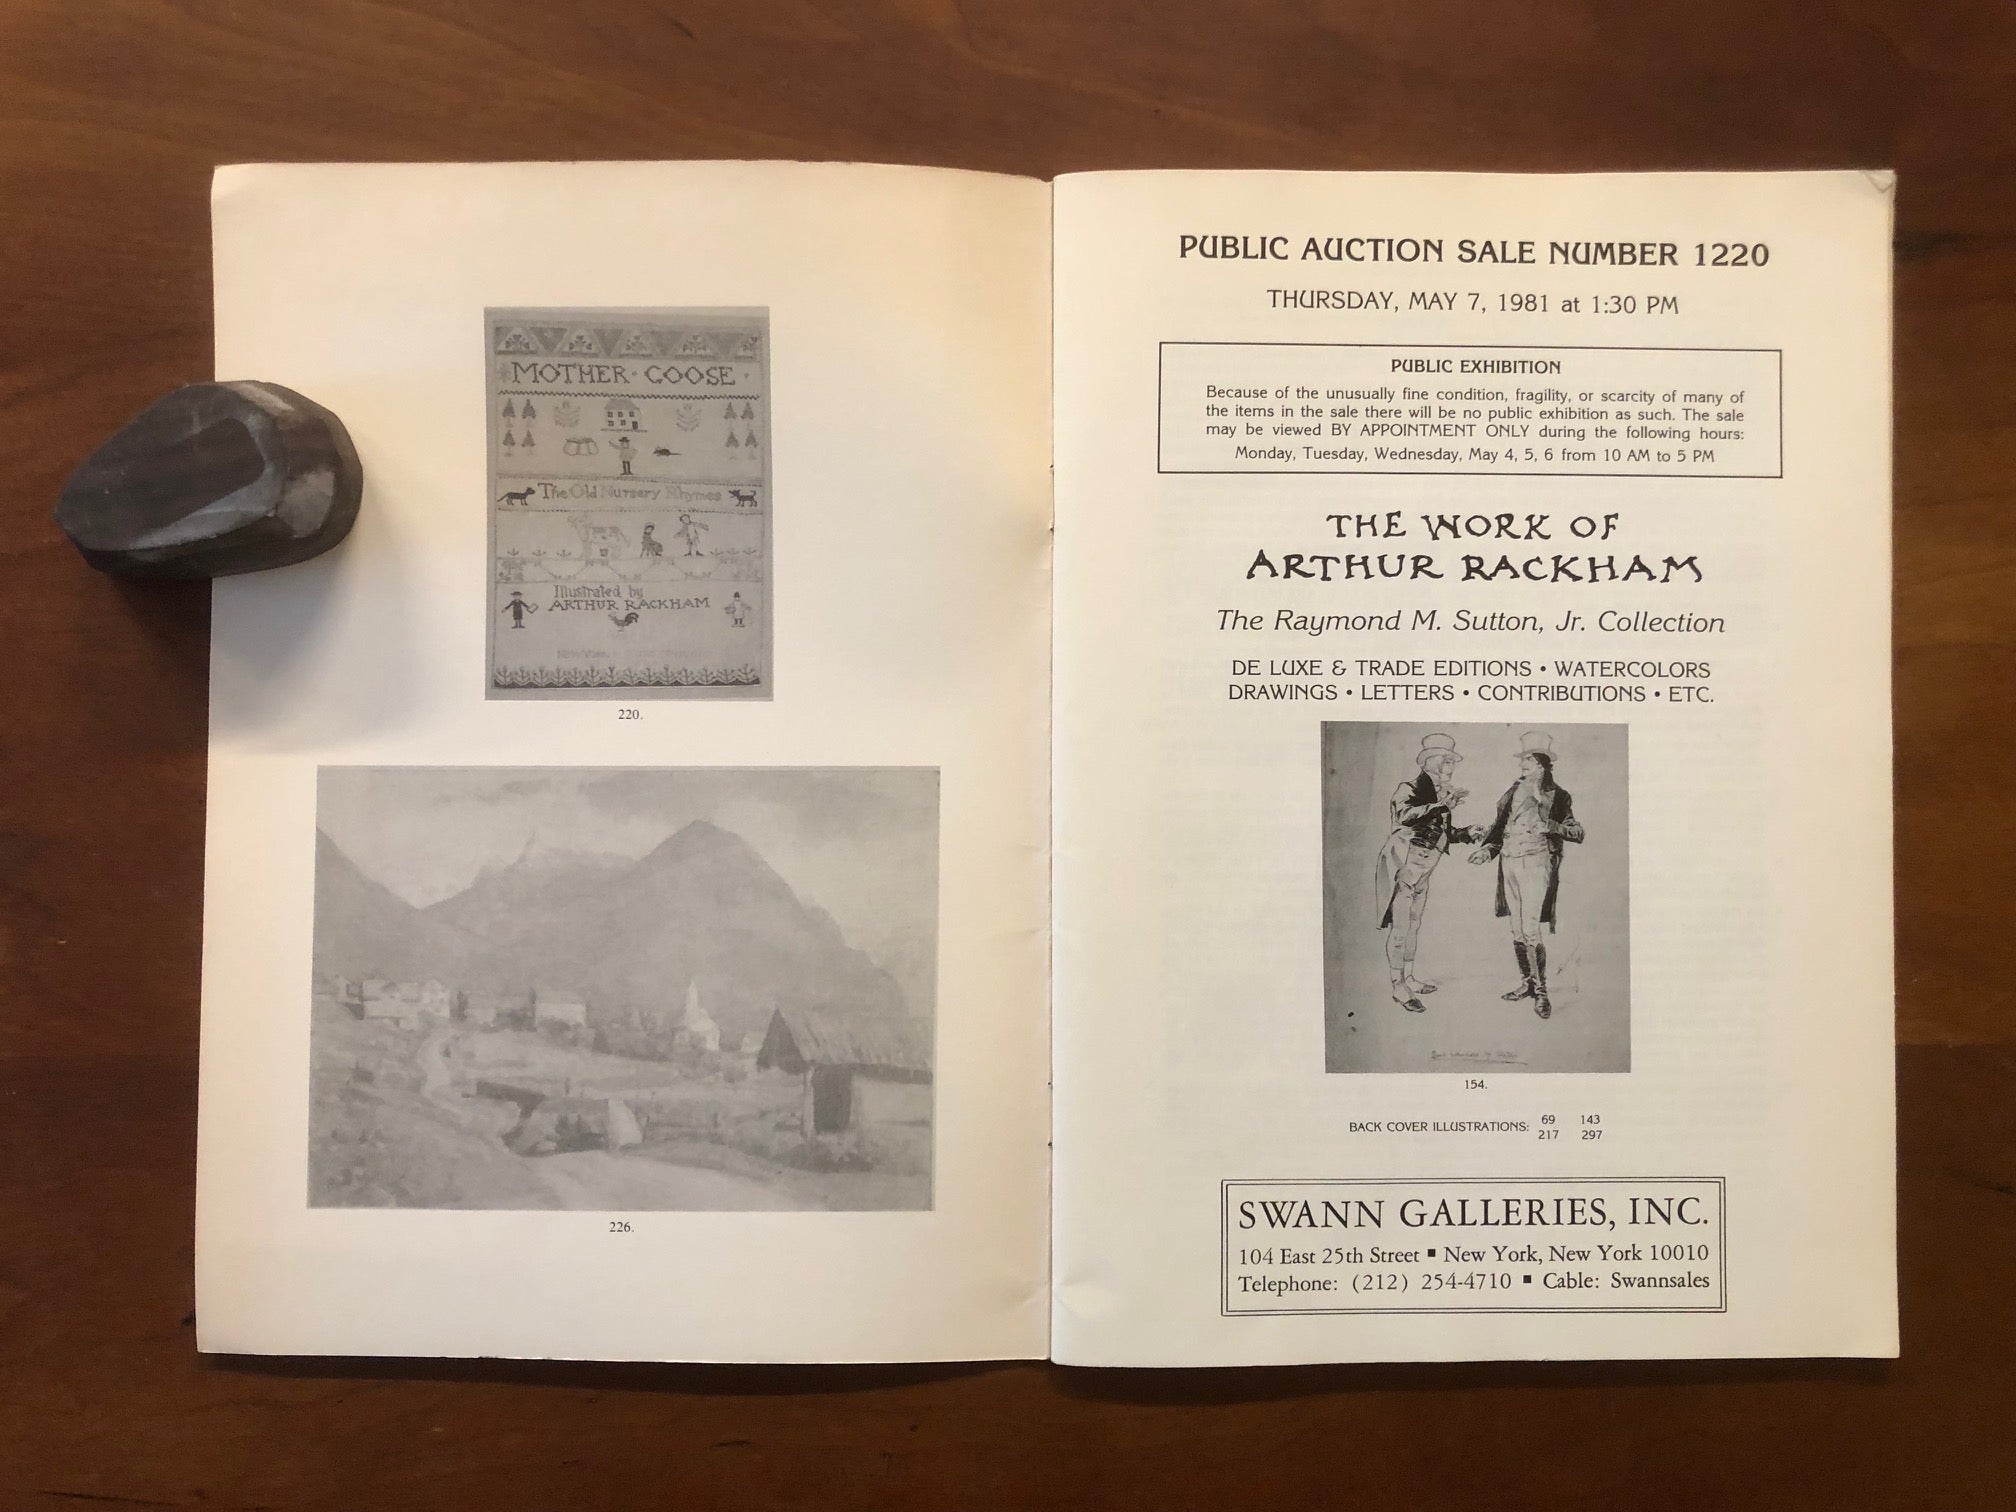 MOTHER · GOOSE ·
The Old Nursery Rhymes
Illustrated by
ARTHUR RACKHAM
220.
226.
PUBLIC AUCTION SALE NUMBER 1220
THURSDAY, MAY 7, 1981 at 1:30 PM
PUBLIC EXHIBITION
Because of the unusually fine condition, fragility, or scarcity of many of
the items in the sale there will be no public exhibition as such. The sale
may be viewed BY APPOINTMENT ONLY during the following hours:
Monday, Tuesday, Wednesday, May 4, 5, 6 from 10 AM to 5 PM
THE WORK OF
ARTHUR RACKHAM
The Raymond M. Sutton, Jr. Collection
DE LUXE & TRADE EDITIONS • WATERCOLORS
DRAWINGS • LETTERS • CONTRIBUTIONS • ETC.
154.
BACK COVER ILLUSTRATIONS: 69 143
217 297
SWANN GALLERIES, INC.
104 East 25th Street ▪ New York, New York 10010
Telephone: (212) 254-4710 ▪ Cable: Swannsales